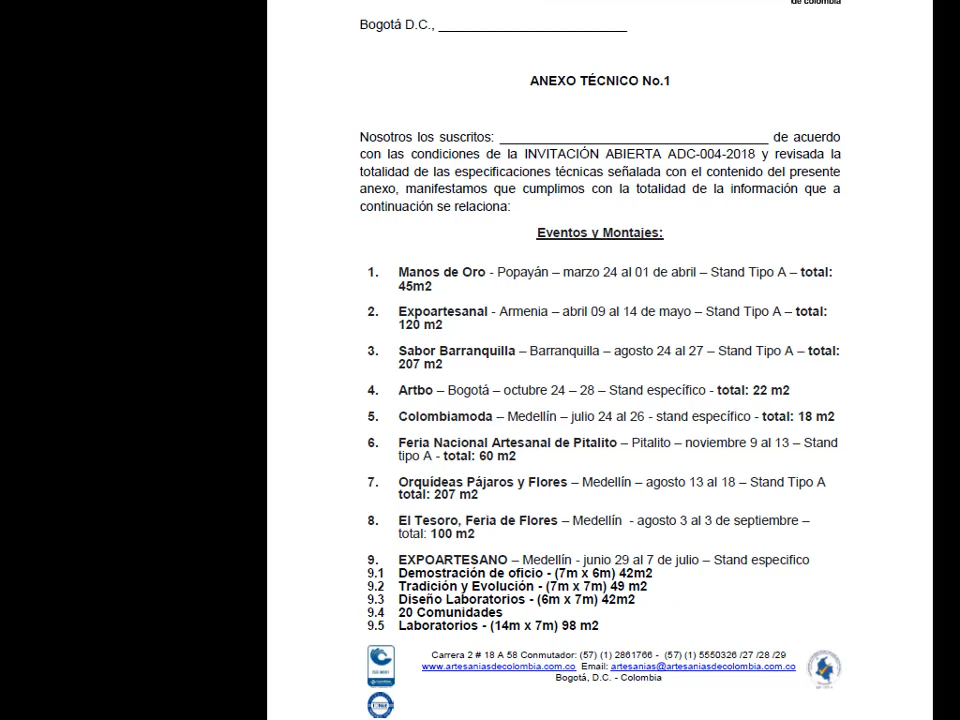 de colombia
Bogotá D.C., __________________________
ANEXO TÉCNICO No.1
Nosotros los suscritos: _____________________________________ de acuerdo
con las condiciones de la INVITACIÓN ABIERTA ADC-004-2018 y revisada la
totalidad de las especificaciones técnicas señalada con el contenido del presente
anexo, manifestamos que cumplimos con la totalidad de la información que a
continuación se relaciona:
Eventos y Montajes:
1. Manos de Oro - Popayán – marzo 24 al 01 de abril – Stand Tipo A – total:
45m2
2. Expoartesanal - Armenia – abril 09 al 14 de mayo – Stand Tipo A – total:
120 m2
3. Sabor Barranquilla – Barranquilla – agosto 24 al 27 – Stand Tipo A – total:
207 m2
4. Artbo – Bogotá – octubre 24 – 28 – Stand específico - total: 22 m2
5. Colombiamoda – Medellín – julio 24 al 26 - stand específico - total: 18 m2
6. Feria Nacional Artesanal de Pitalito – Pitalito – noviembre 9 al 13 – Stand
tipo A - total: 60 m2
7. Orquídeas Pájaros y Flores – Medellín – agosto 13 al 18 – Stand Tipo A
total: 207 m2
8. El Tesoro, Feria de Flores – Medellín - agosto 3 al 3 de septiembre –
total: 100 m2
9. EXPOARTESANO – Medellín - junio 29 al 7 de julio – Stand especifico
9.1 Demostración de oficio - (7m x 6m) 42m2
9.2 Tradición y Evolución - (7m x 7m) 49 m2
9.3 Diseño Laboratorios - (6m x 7m) 42m2
9.4 20 Comunidades
9.5 Laboratorios - (14m x 7m) 98 m2
Carrera 2 # 18 A 58 Conmutador: (57) (1) 2861766 - (57) (1) 5550326 /27 /28 /29
www.artesaniasdecolombia.com.co Email: artesanias@artesaniasdecolombia.com.co
Bogotá, D.C. - Colombia